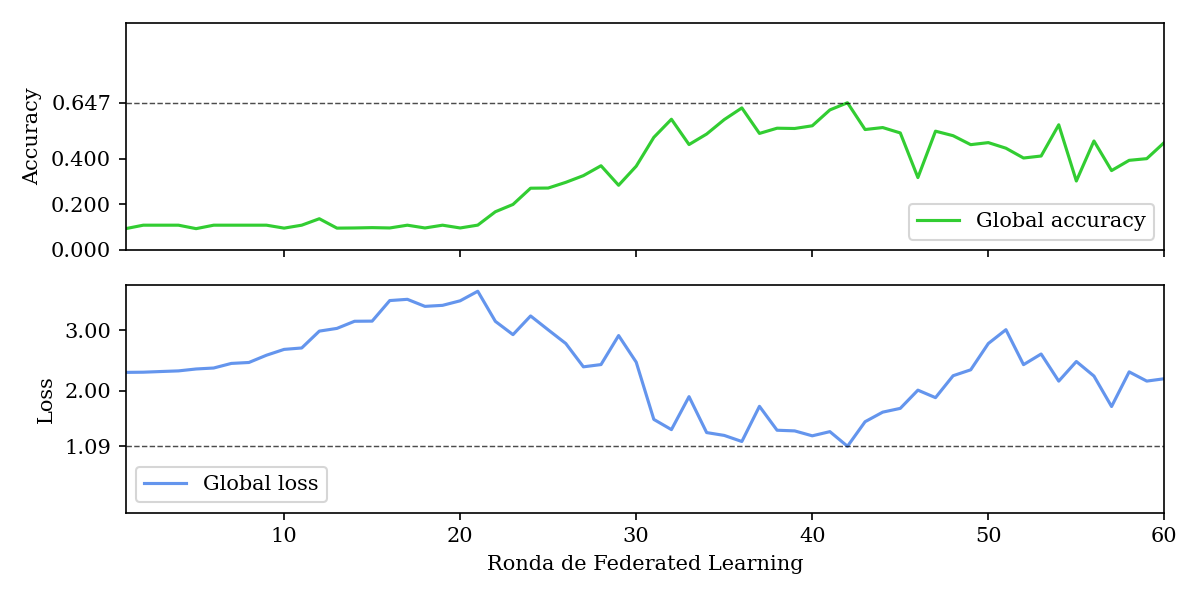 Accuracy
0.647
0.400
0.200
0.000
Global accuracy
Loss
3.00
2.00
1.09
Global loss
10 20 30 40 50 60
Ronda de Federated Learning